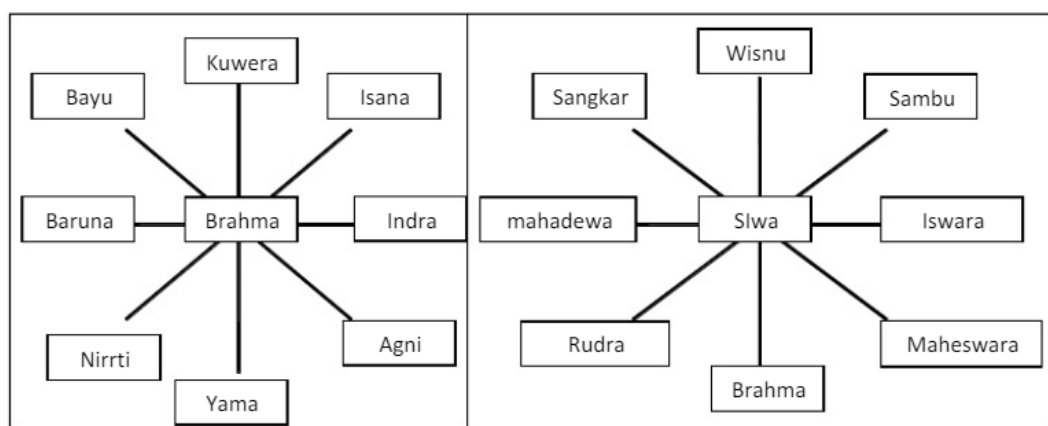 Kuwera
Bayu
Isana
Baruna
Brahma
Indra
Nirrti
Agni
Yama
Wisnu
Sangkar
Sambu
mahadewa
SIwa
Iswara
Rudra
Maheswara
Brahma